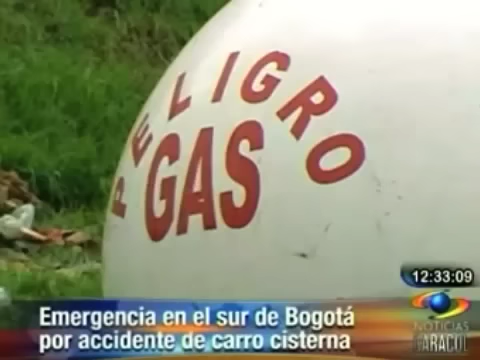 PELIGRO
GAS
12:33:09
Emergencia en el sur de Bogotá
por accidente de carro cisterna
NOTICIAS
CARACOL